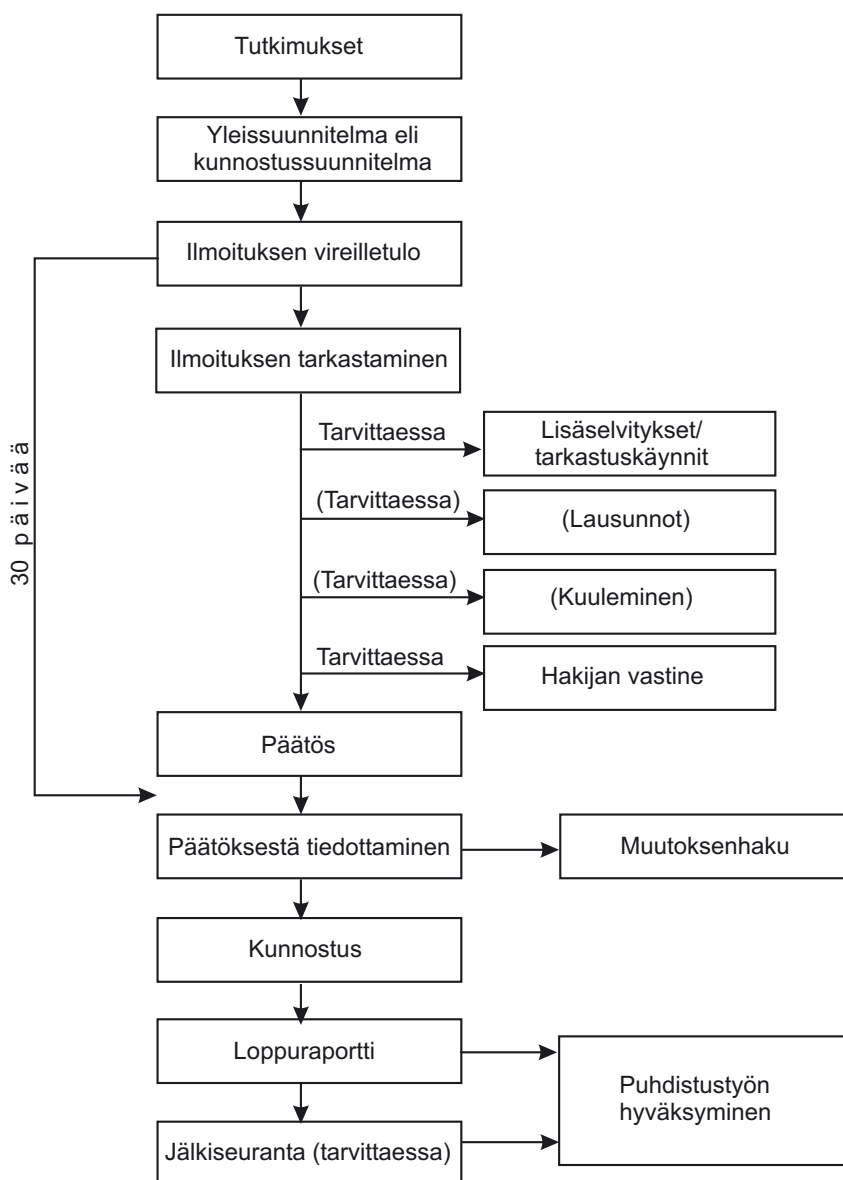 Tutkimukset
Yleissuunnitelma eli
kunnostussuunnitelma
Ilmoituksen vireilletulo
Ilmoituksen tarkastaminen
30 päivää
Tarvittaessa
Lisäselvitykset/
tarkastuskäynnit
(Tarvittaessa)
(Lausunnot)
(Tarvittaessa)
(Kuuleminen)
Tarvittaessa
Hakijan vastine
Päätös
Päätöksestä tiedottaminen
Muutoksenhaku
Kunnostus
Loppuraportti
Puhdistustyön
hyväksyminen
Jälkiseuranta (tarvittaessa)